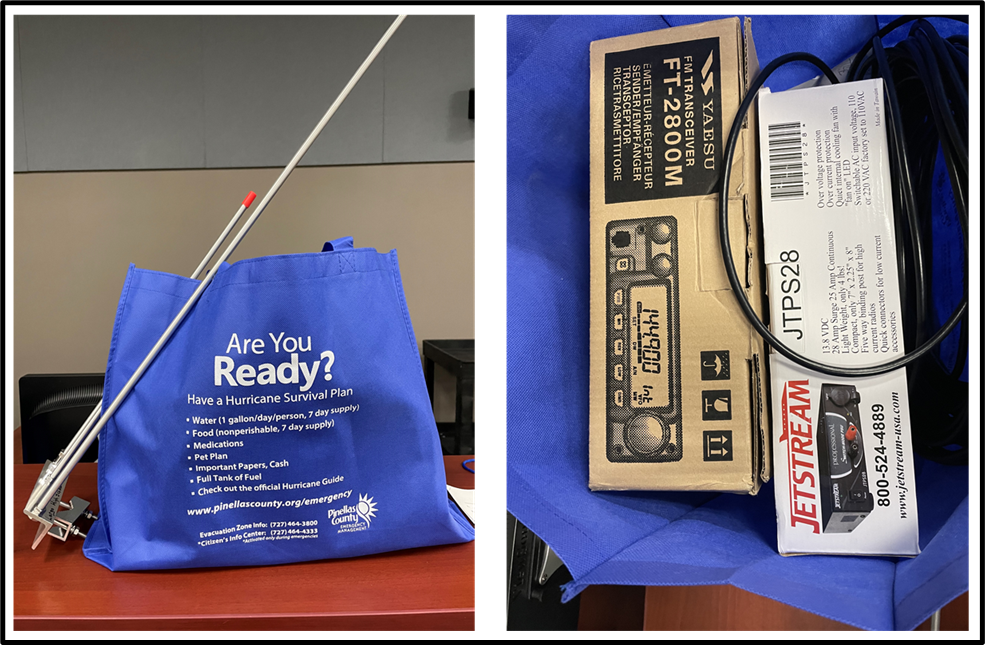 Are You
Ready?
Have a Hurricane Survival Plan
• Water (1 gallon/day/person, 7 day supply)
• Food (nonperishable, 7 day supply)
• Medications
• Pet Plan
• Important Papers, Cash
• Full Tank of Fuel
• Check out the official Hurricane Guide
www.pinellascounty.org/emergency
Evacuation Zone Info: (727) 464-3800
*Citizen's Info Center: (727) 464-4333
*Activated only during emergencies
Pinellas
County
EMERGENCY
MANAGEMENT
YAESU
FM TRANSCEIVER
FT-2800M
EMETTEUR-RÉCEPTEUR
SENDER/EMPFÄNGER
TRANSCEPTOR
RICETRASMETTITORE
* J T P S 2 8 *
Over voltage protection
Over current protection
Quiet internal cooling fan with
"fan on" LED
Switchable AC input voltage, 110
or 220 VAC factory set to 110VAC
Made in Taiwan
JTPS28
13.8 VDC
28 Amp Surge 25 Amp Continuous
Light Weight, only 4 lbs!
Compact, only 7" x 2.25" x 8"
Five way binding post for high
current radios
Quick connectors for low current
accessories
JETSTREAM
800-524-4889
www.jetstream-usa.com